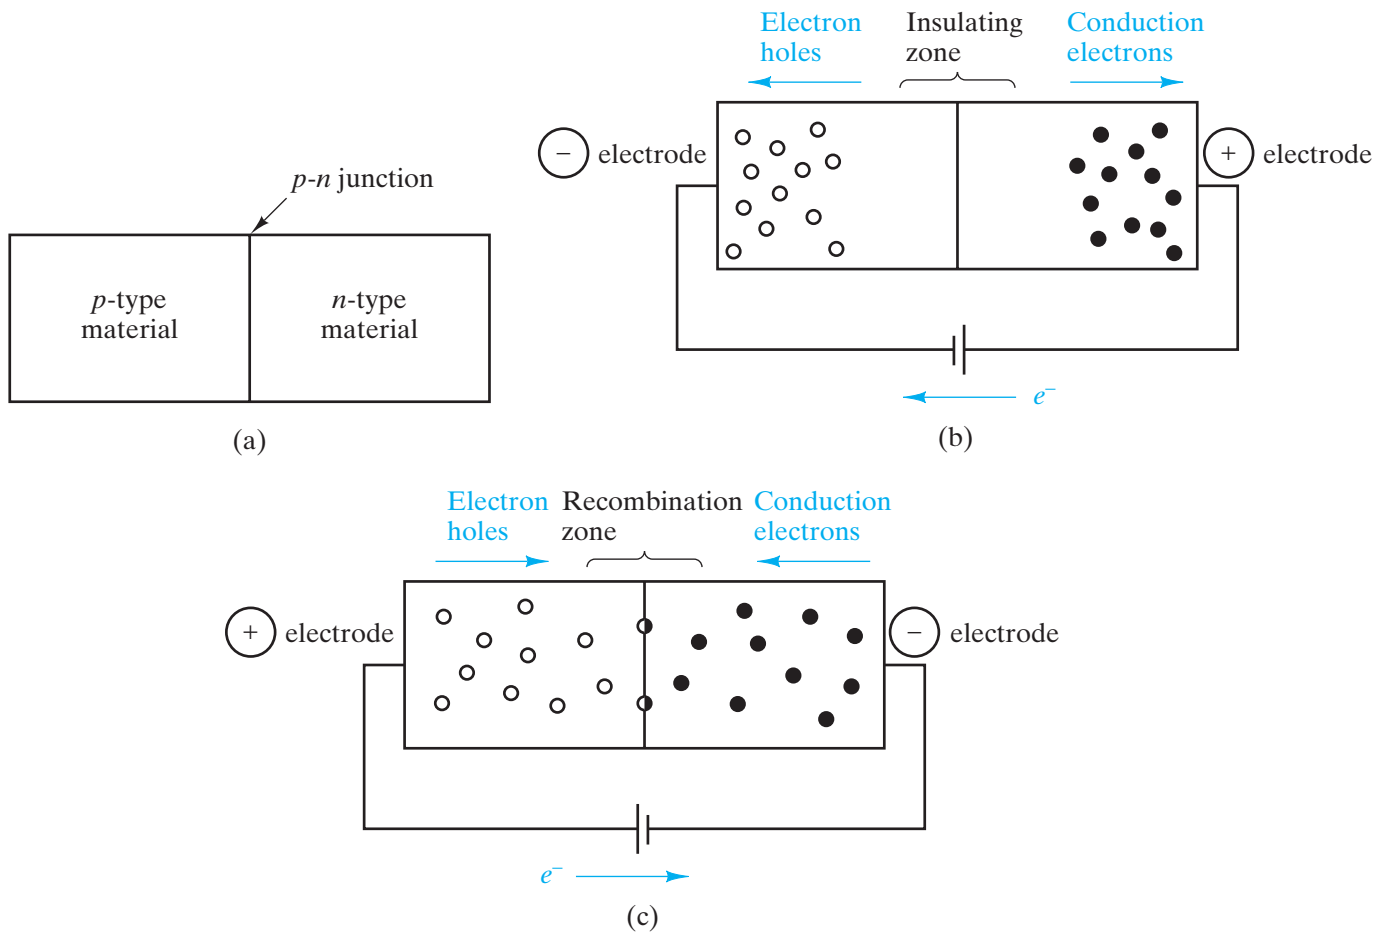 p-n junction
p-type
material
n-type
material
(a)
Electron
holes
Insulating
zone
Conduction
electrons
− electrode
+ electrode
e−
(b)
Electron
holes
Recombination
zone
Conduction
electrons
+ electrode
− electrode
e−
(c)